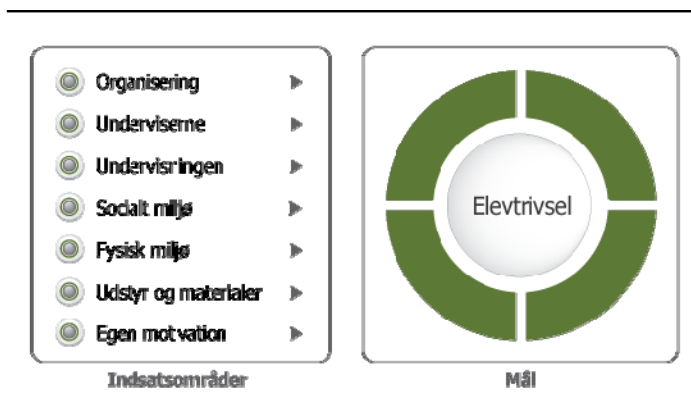 Organisering
Underviserne
Undervisningen
Socialt miljø
Fysisk miljø
Udstyr og materialer
Egen motivation
Indsatsområder
Elevtrivsel
Mål